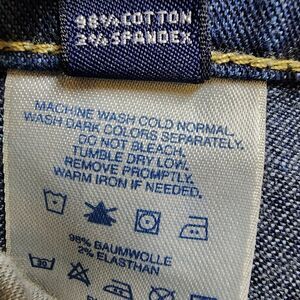 98% COTTON
2% SPANDEX
MACHINE WASH COLD NORMAL.
WASH DARK COLORS SEPARATELY.
DO NOT BLEACH.
TUMBLE DRY LOW.
REMOVE PROMPTLY.
WARM IRON IF NEEDED.
98% BAUMWOLLE
2% ELASTHAN